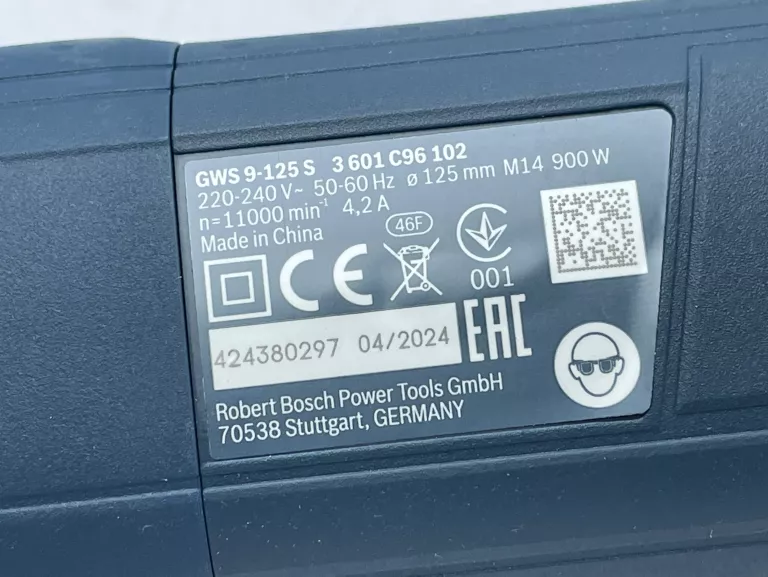 GWS 9-125 S 3 601 C96 102
220-240 V~ 50-60 Hz ø 125 mm M14 900 W
n=11000 min⁻¹ 4,2 A
Made in China
46F
CE
001
EAC
424380297 04/2024
Robert Bosch Power Tools GmbH
70538 Stuttgart, GERMANY